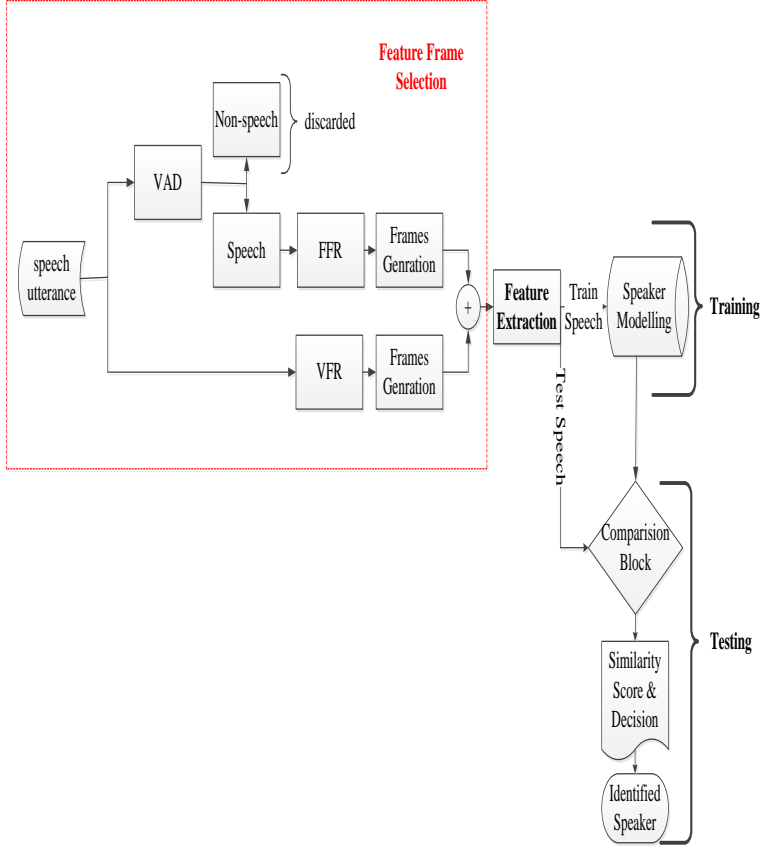 Feature Frame
Selection
Non-speech
discarded
VAD
speech
utterance
Speech
FFR
Frames
Genration
+
Feature
Extraction
Train
Speech
Speaker
Modelling
Training
VFR
Frames
Genration
Test Speech
Comparision
Block
Testing
Similarity
Score &
Decision
Identified
Speaker